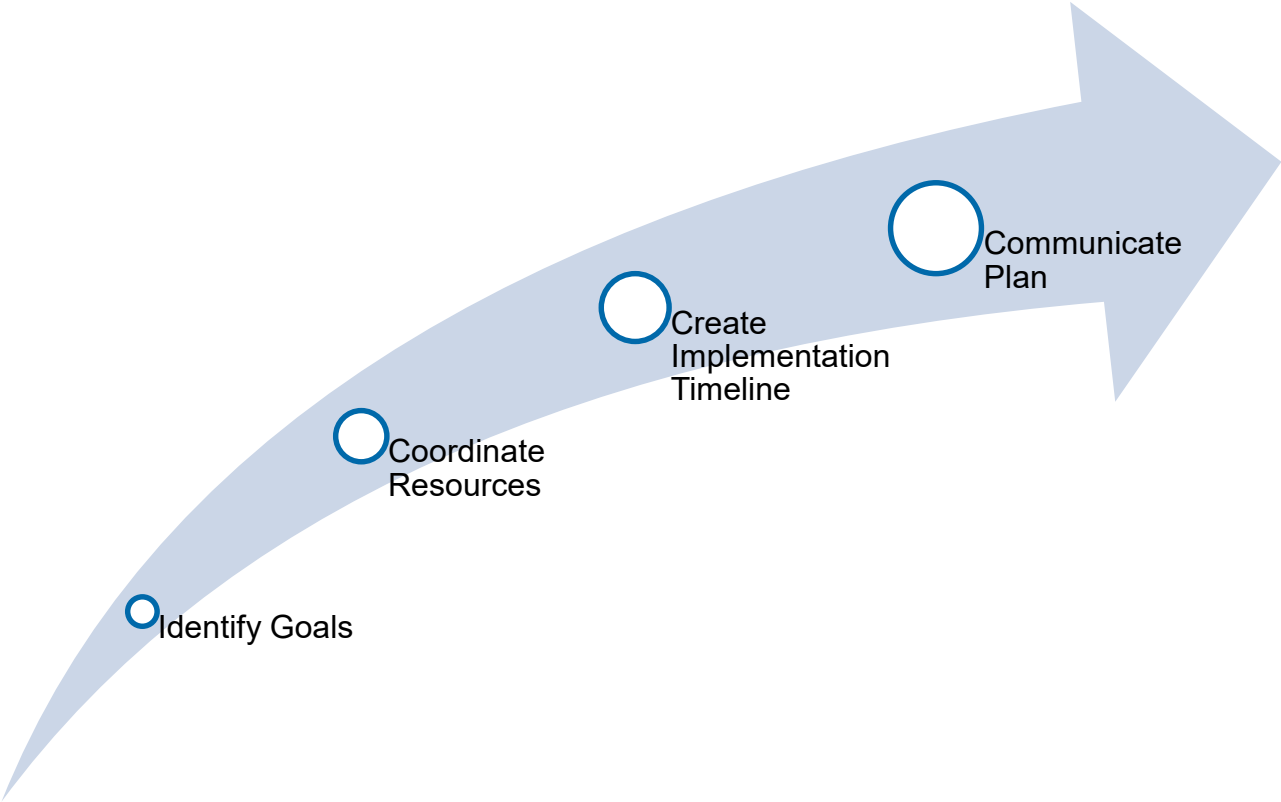 Identify Goals
Coordinate
Resources
Create
Implementation
Timeline
Communicate
Plan